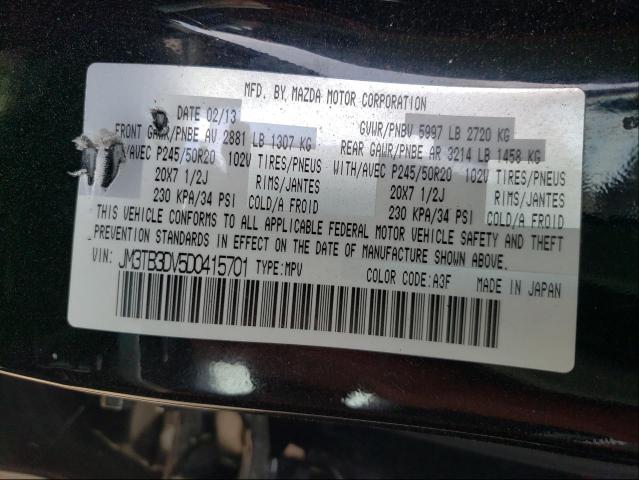 MFD. BY MAZDA MOTOR CORPORATION
DATE 02/13 GVWR/PNBV 5997 LB 2720 KG
FRONT GAWR/PNBE AV 2881 LB 1307 KG REAR GAWR/PNBE AR 3214 LB 1458 KG
/AVEC P245/50R20 102V TIRES/PNEUS WITH/AVEC P245/50R20 102V TIRES/PNEUS
20X7 1/2J RIMS/JANTES 20X7 1/2J RIMS/JANTES
230 KPA/34 PSI COLD/A FROID 230 KPA/34 PSI COLD/A FROID
THIS VEHICLE CONFORMS TO ALL APPLICABLE FEDERAL MOTOR VEHICLE SAFETY AND THEFT
PREVENTION STANDARDS IN EFFECT ON THE DATE OF MANUFACTURE SHOWN ABOVE.
VIN: JM3TB3DV5D0415701 TYPE:MPV COLOR CODE:A3F MADE IN JAPAN